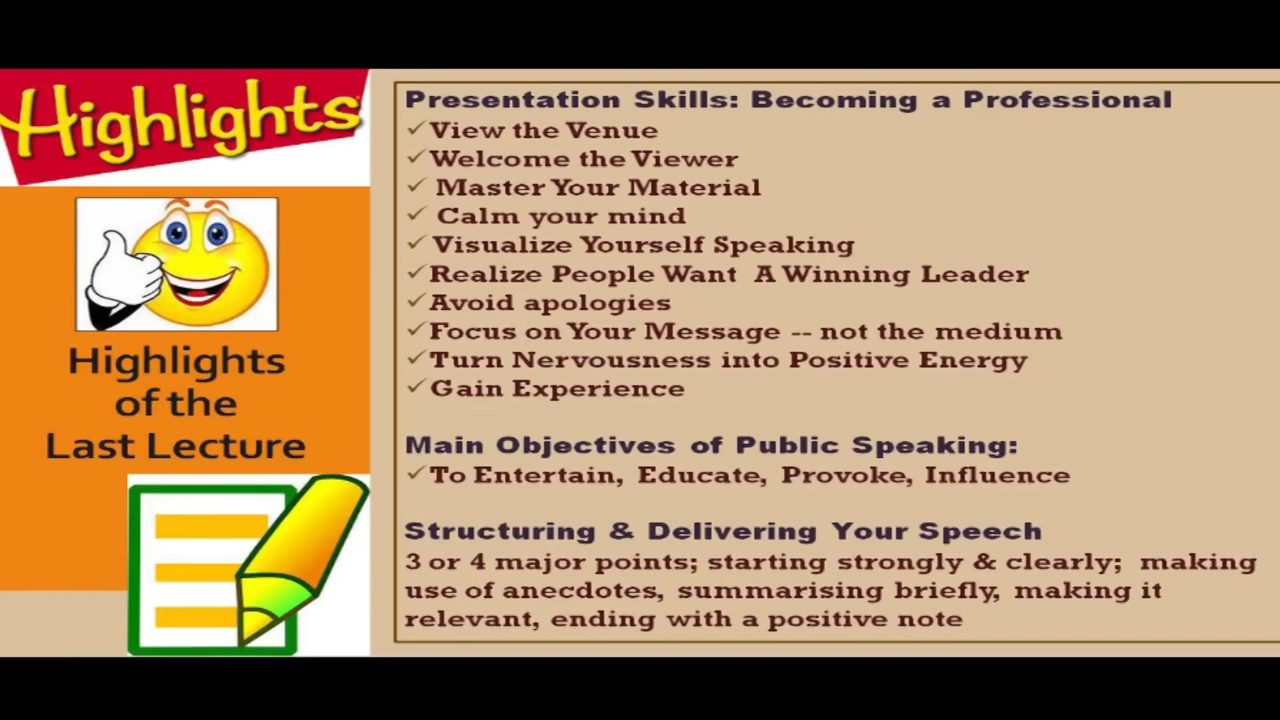 Highlights
Highlights
of the
Last Lecture
Presentation Skills: Becoming a Professional
✓View the Venue
✓Welcome the Viewer
✓ Master Your Material
✓ Calm your mind
✓Visualize Yourself Speaking
✓Realize People Want A Winning Leader
✓Avoid apologies
✓Focus on Your Message -- not the medium
✓Turn Nervousness into Positive Energy
✓Gain Experience
Main Objectives of Public Speaking:
✓To Entertain, Educate, Provoke, Influence
Structuring & Delivering Your Speech
3 or 4 major points; starting strongly & clearly; making
use of anecdotes, summarising briefly, making it
relevant, ending with a positive note